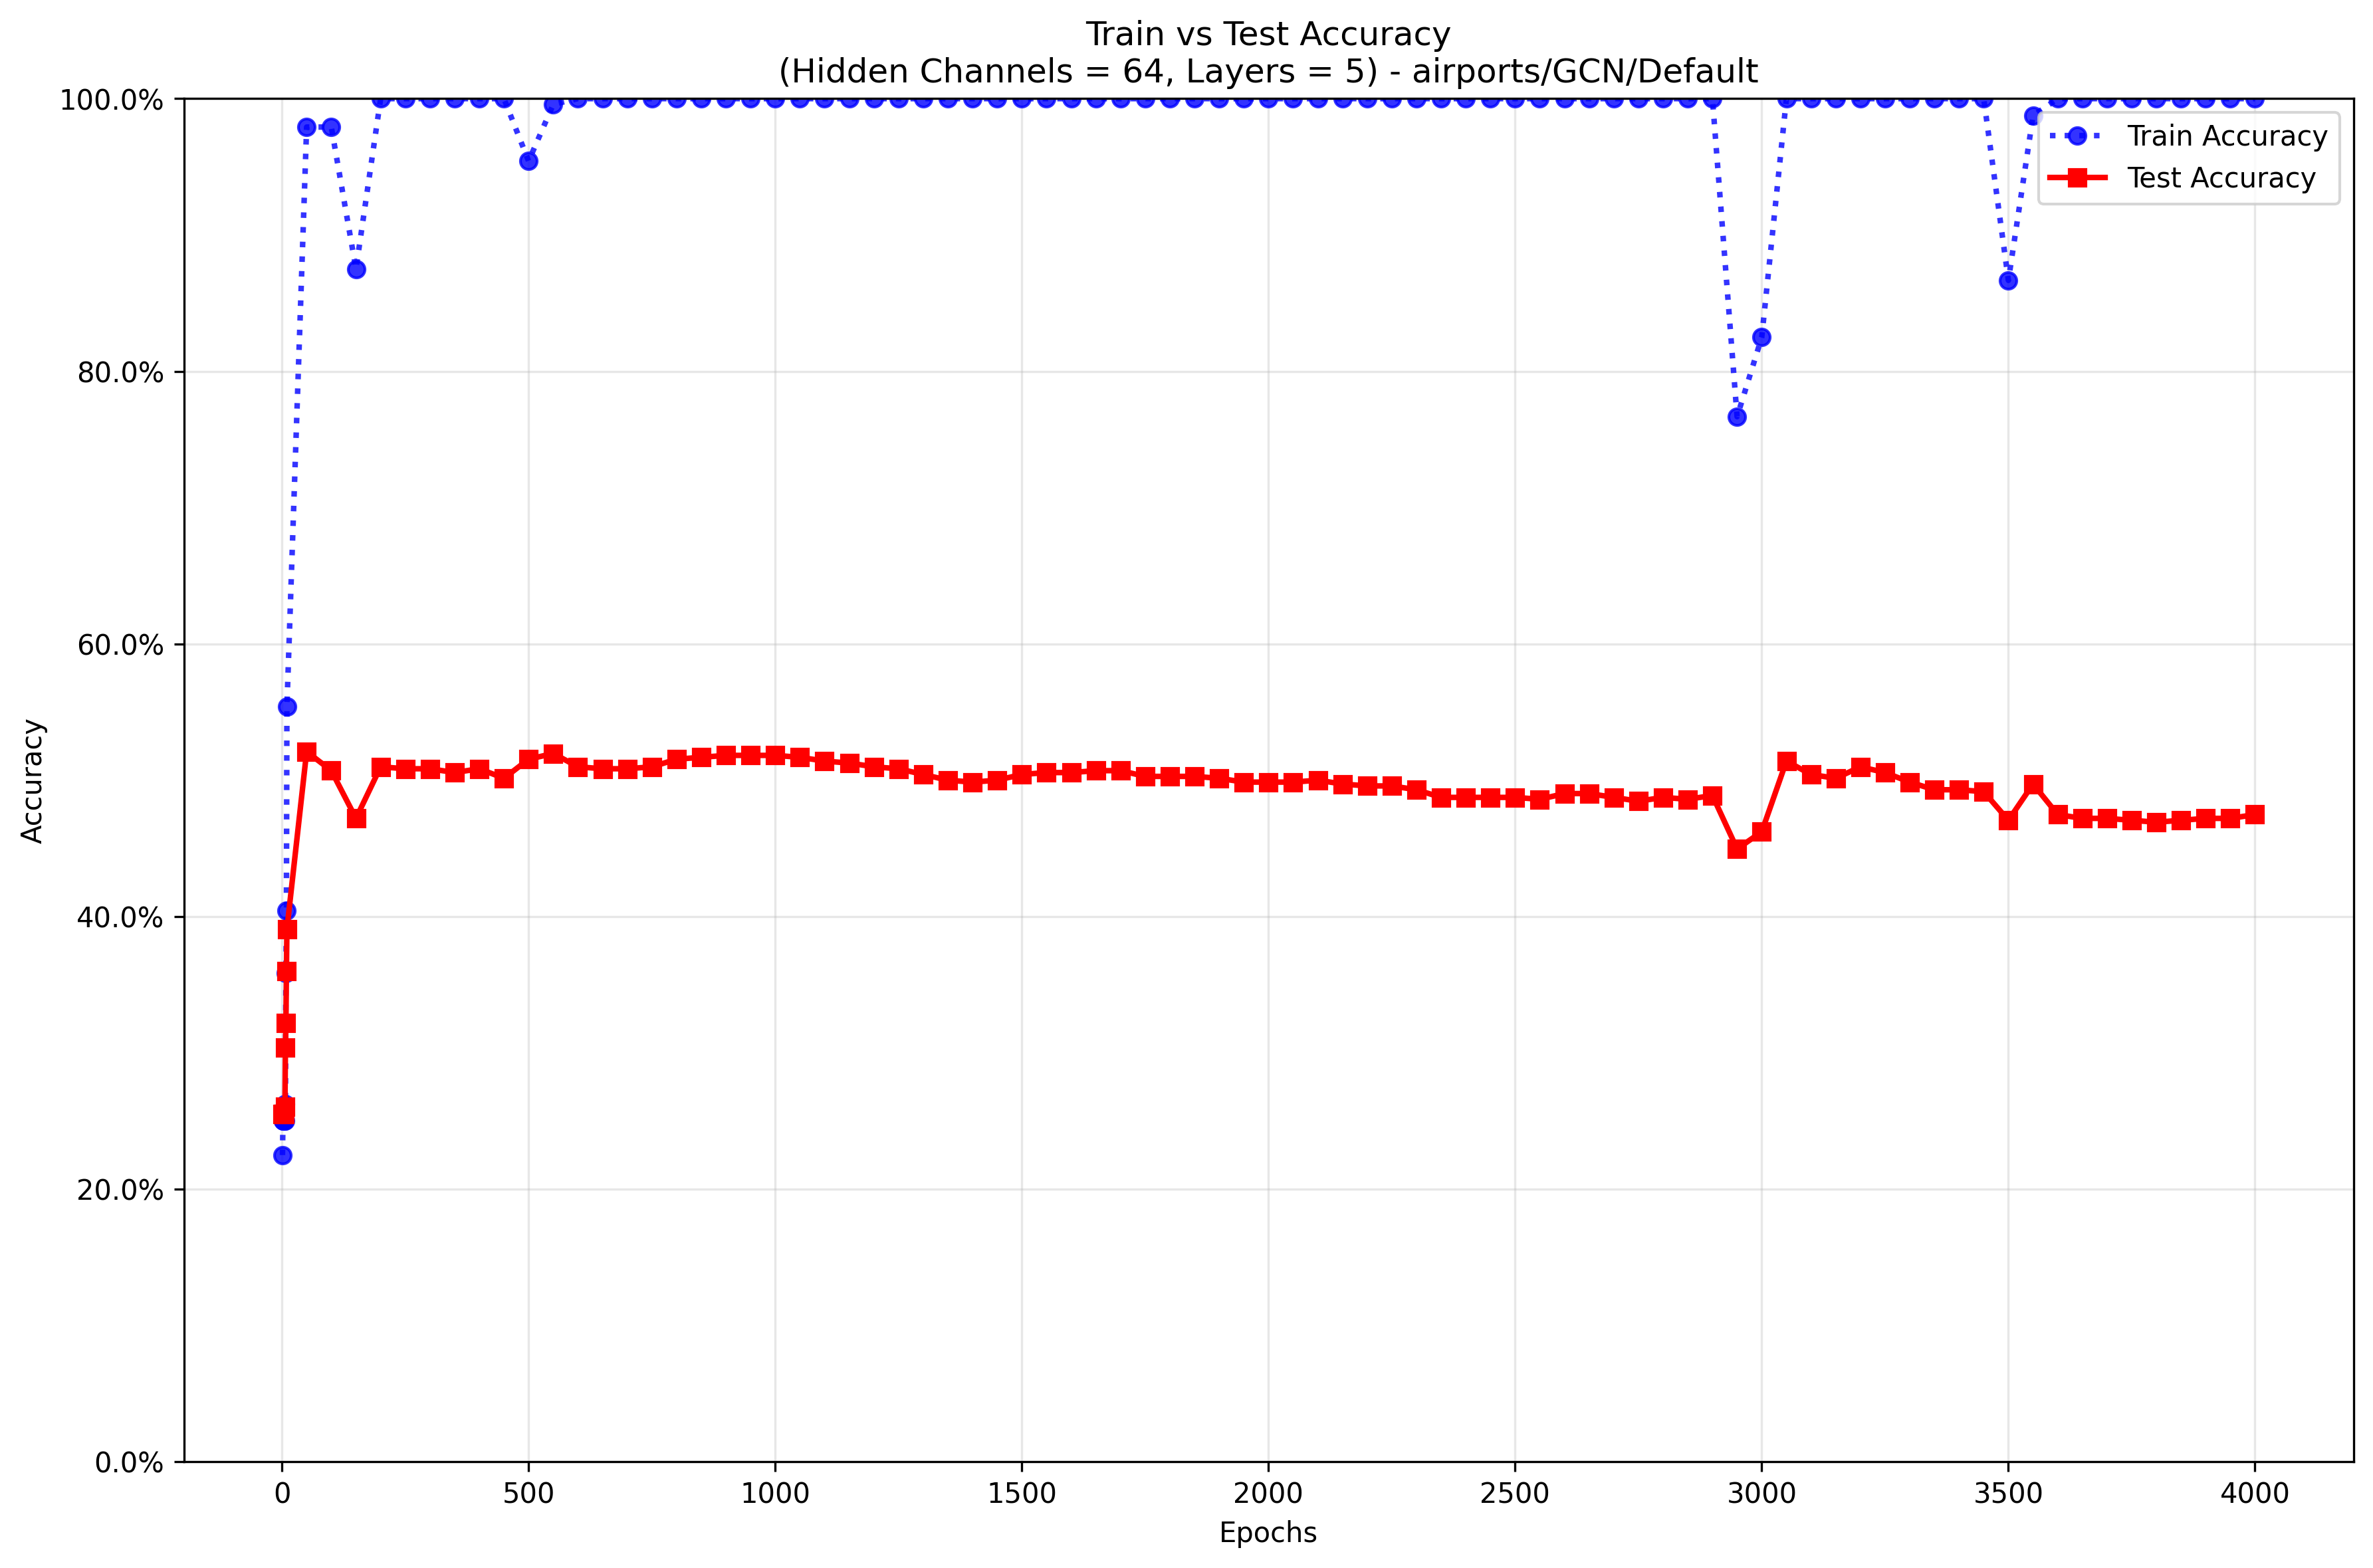 Train vs Test Accuracy
(Hidden Channels = 64, Layers = 5) - airports/GCN/Default
100.0%
80.0%
60.0%
40.0%
20.0%
0.0%
Accuracy
Train Accuracy
Test Accuracy
0 500 1000 1500 2000 2500 3000 3500 4000
Epochs